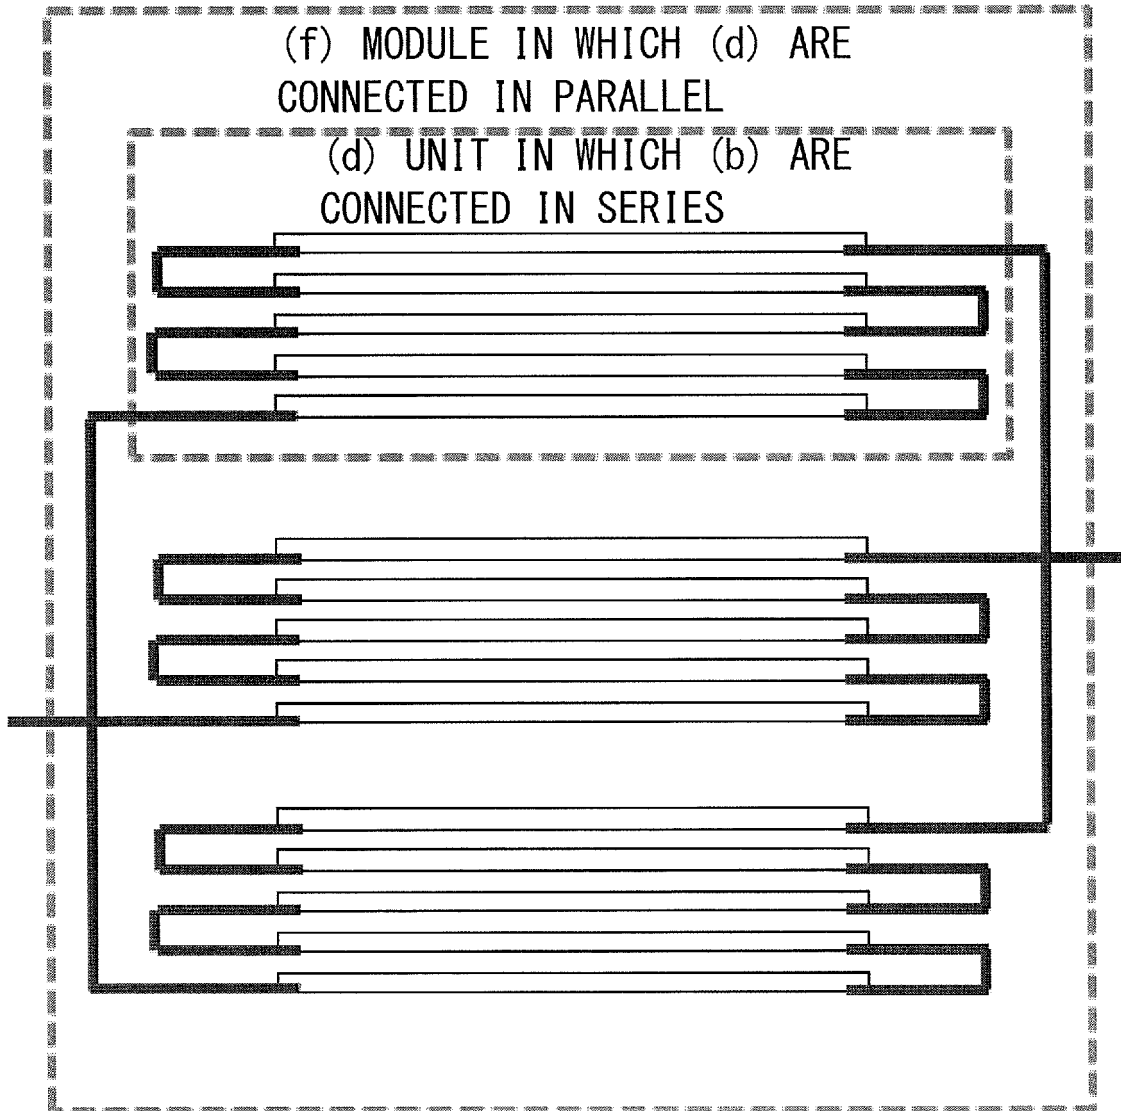 (f) MODULE IN WHICH (d) ARE
CONNECTED IN PARALLEL
(d) UNIT IN WHICH (b) ARE
CONNECTED IN SERIES